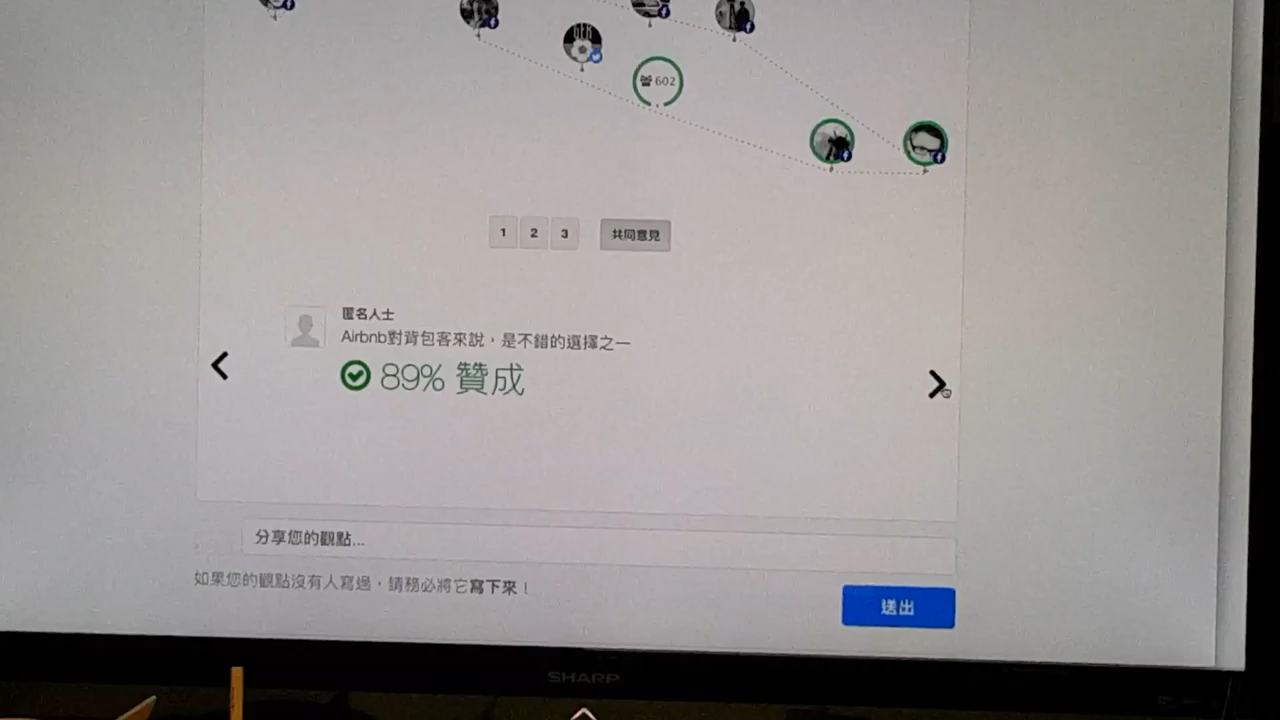 602
1 2 3 共同意見
匿名人士
Airbnb對背包客來說，是不錯的選擇之一
89% 贊成
分享您的觀點...
如果您的觀點沒有人寫過，請務必將它寫下來！
送出
SHARP